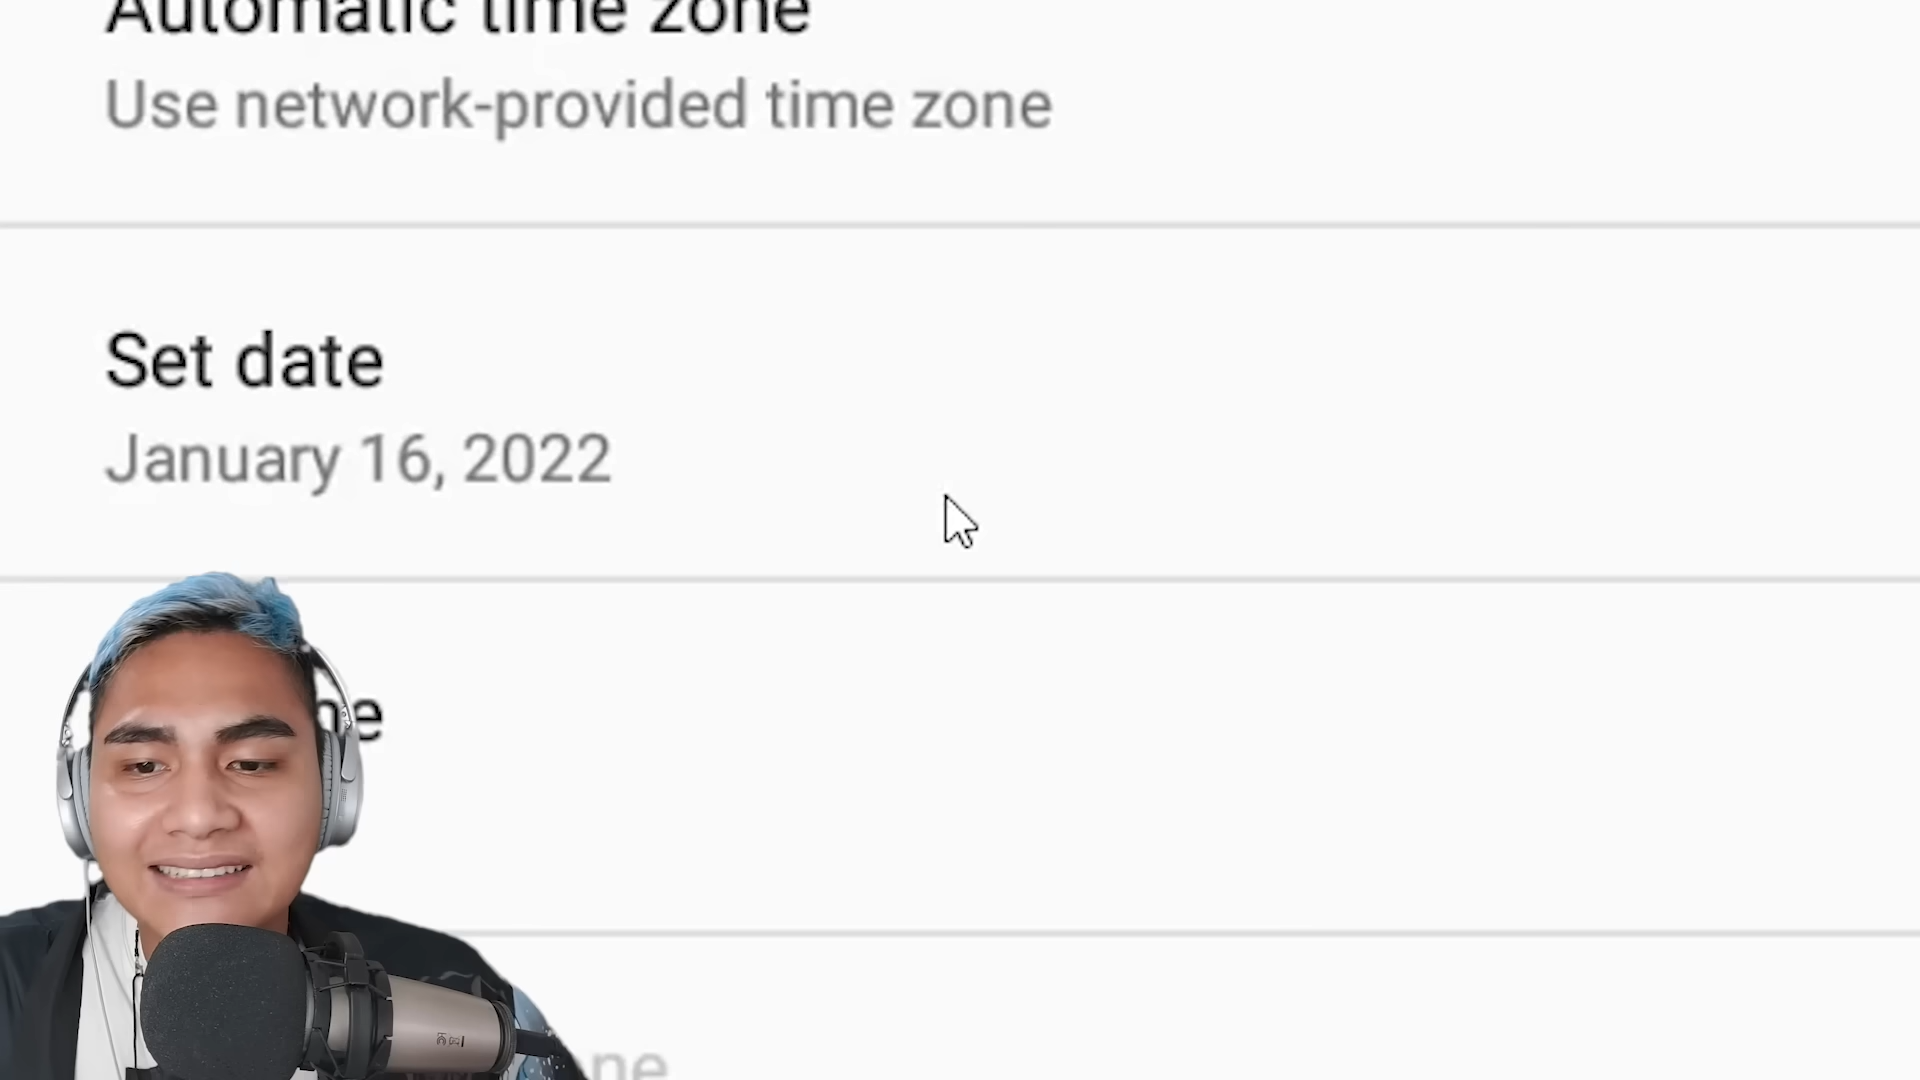 Automatic time zone
Use network-provided time zone
Set date
January 16, 2022